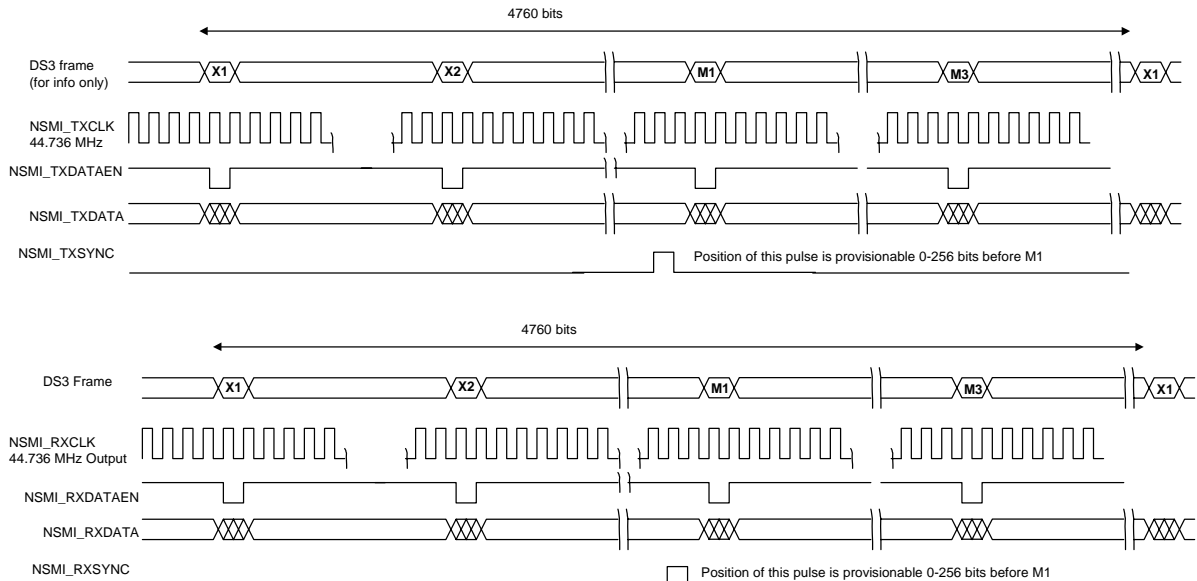 4760 bits
DS3 frame
(for info only)
X1 X2 M1 M3 X1
NSMI_TXCLK
44.736 MHz
NSMI_TXDATAEN
NSMI_TXDATA
NSMI_TXSYNC
Position of this pulse is provisionable 0-256 bits before M1
4760 bits
DS3 Frame
X1 X2 M1 M3 X1
NSMI_RXCLK
44.736 MHz Output
NSMI_RXDATAEN
NSMI_RXDATA
NSMI_RXSYNC
Position of this pulse is provisionable 0-256 bits before M1